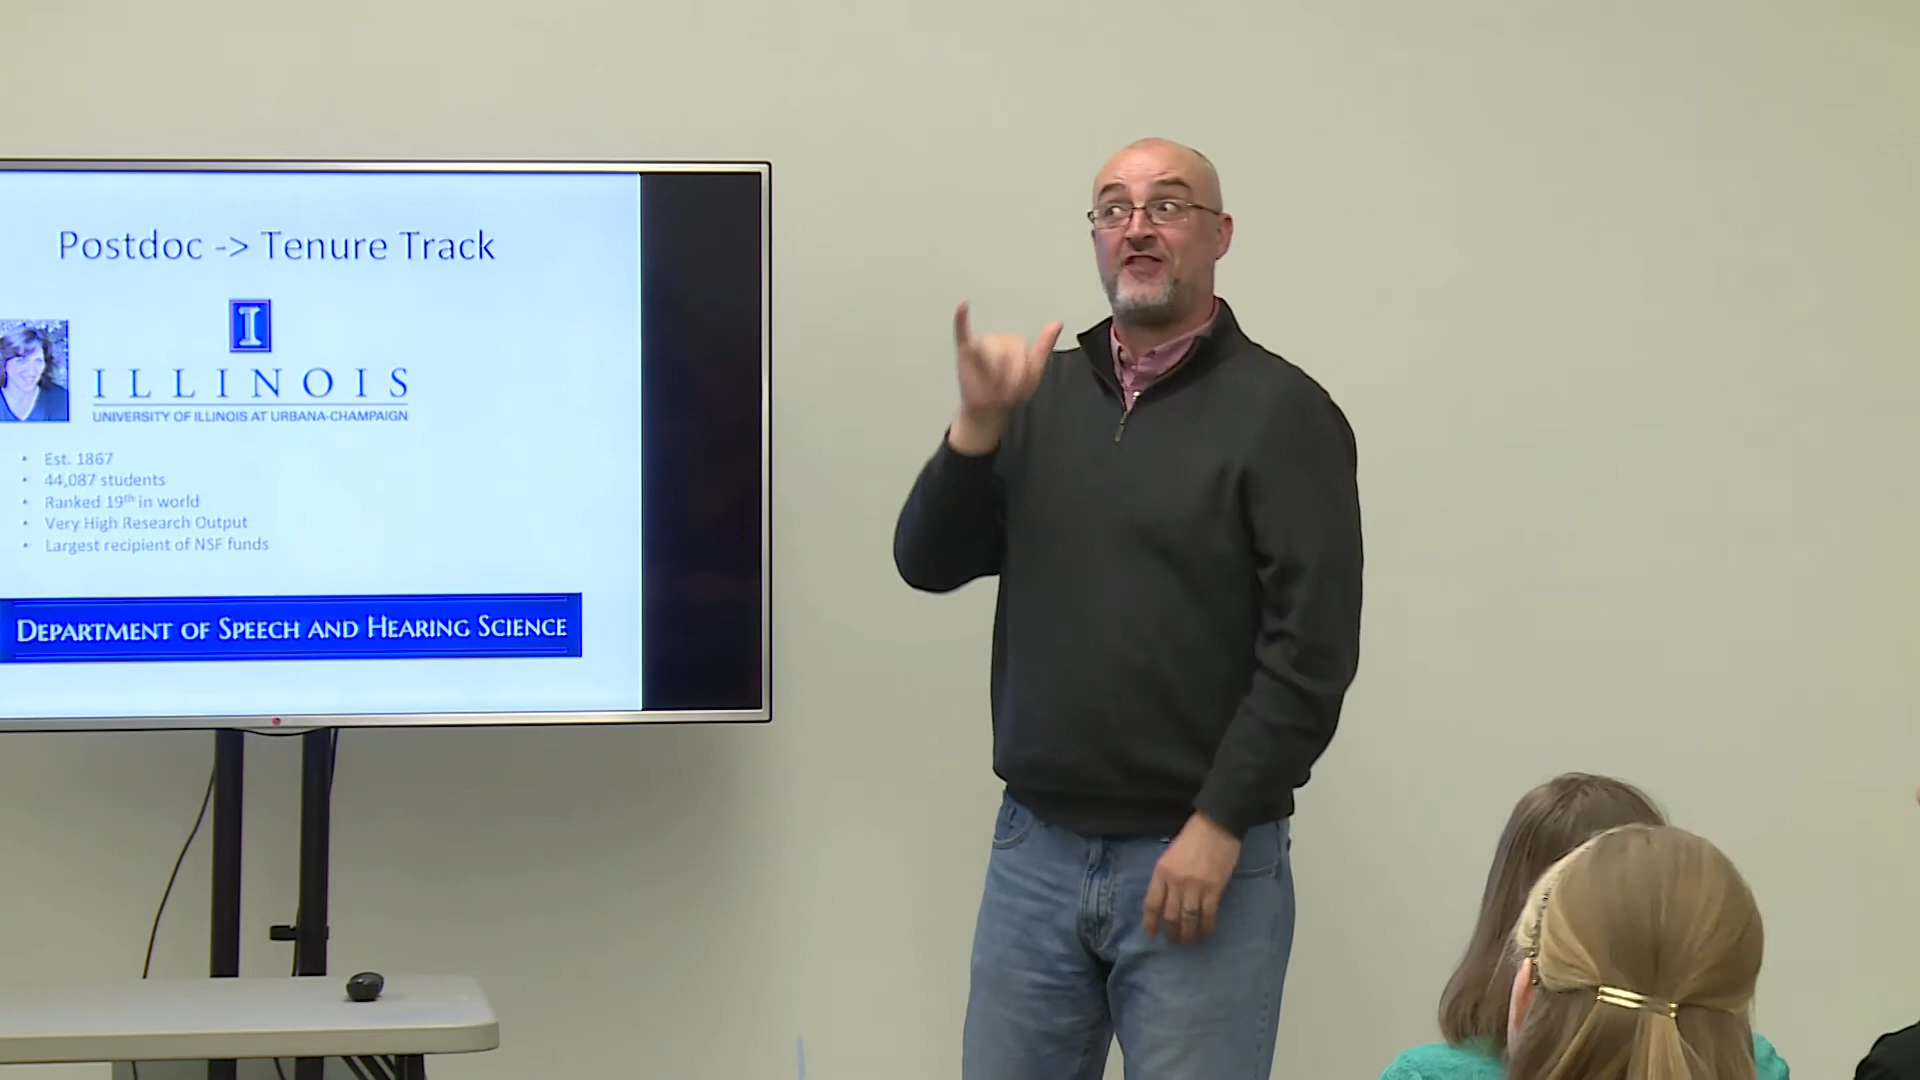 Postdoc -> Tenure Track
I
ILLINOIS
UNIVERSITY OF ILLINOIS AT URBANA-CHAMPAIGN
• Est. 1867
• 44,087 students
• Ranked 19th in world
• Very High Research Output
• Largest recipient of NSF funds
DEPARTMENT OF SPEECH AND HEARING SCIENCE